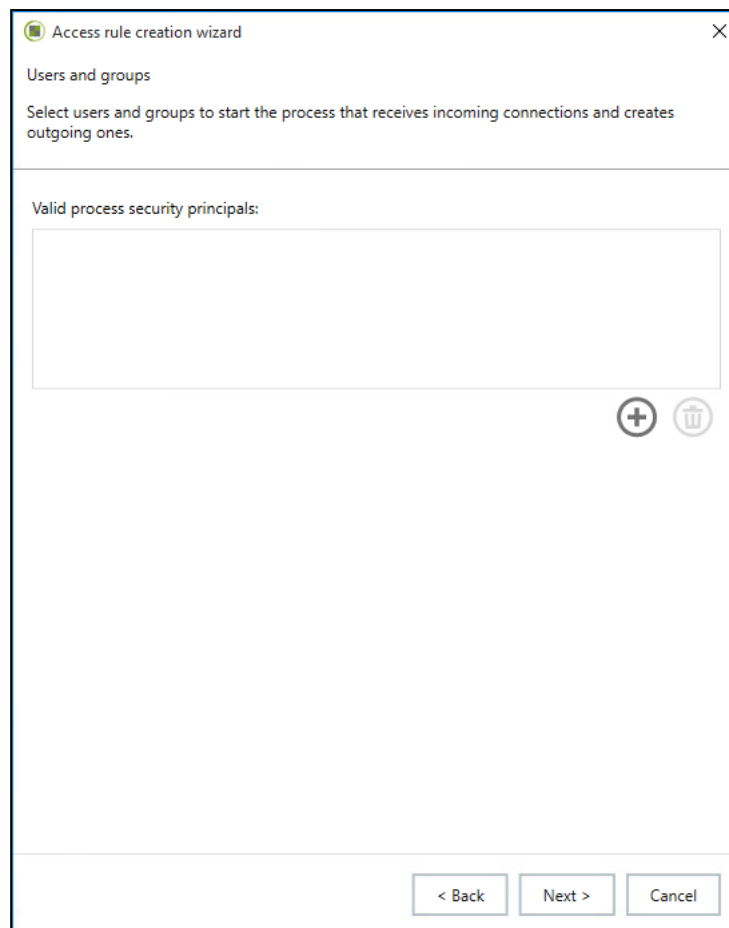 Access rule creation wizard
Users and groups
Select users and groups to start the process that receives incoming connections and creates
outgoing ones.
Valid process security principals:
< Back
Next >
Cancel